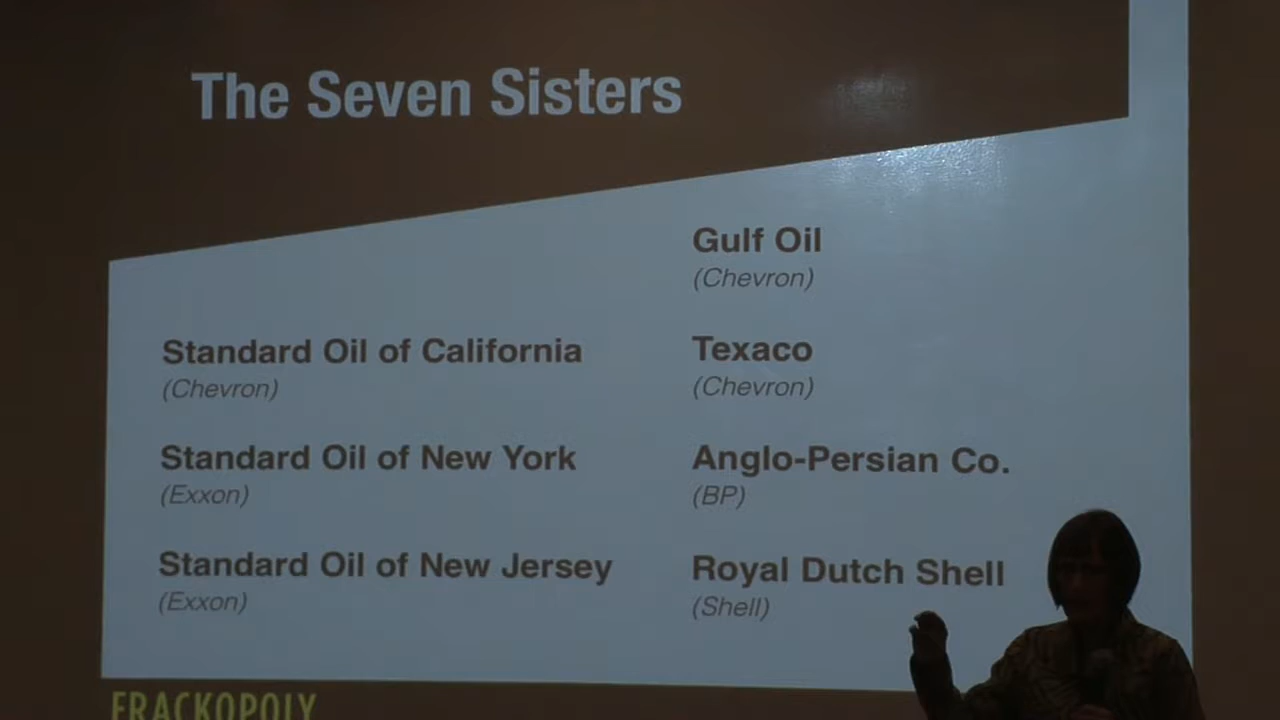 The Seven Sisters
Standard Oil of California
(Chevron)
Standard Oil of New York
(Exxon)
Standard Oil of New Jersey
(Exxon)
Gulf Oil
(Chevron)
Texaco
(Chevron)
Anglo-Persian Co.
(BP)
Royal Dutch Shell
(Shell)
FRACKOPOLY